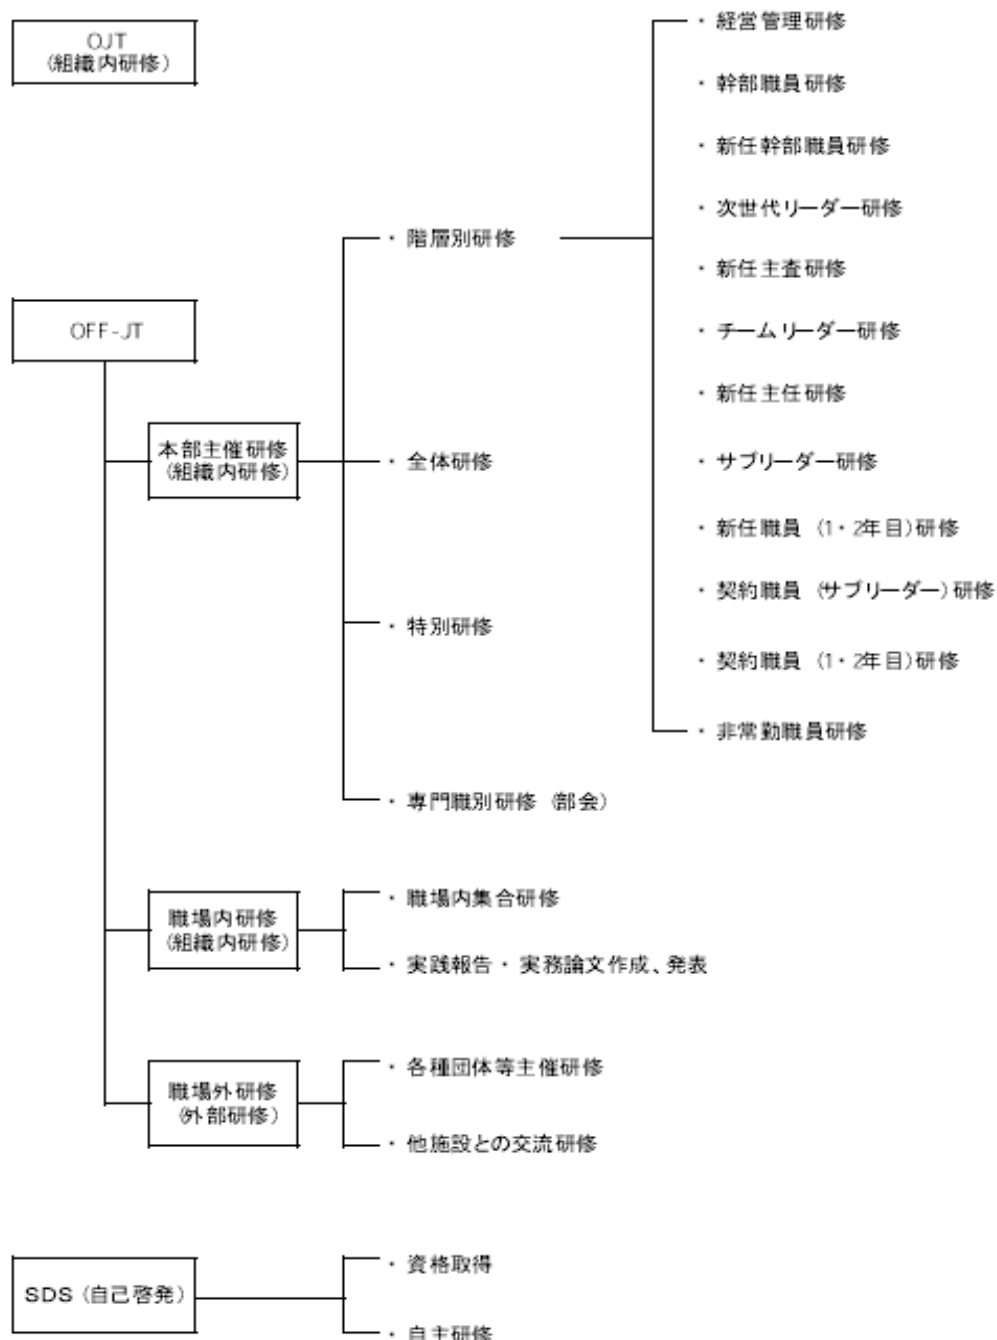 OJT
(組織内研修)
OFF-JT
本部主催研修
(組織内研修)
・階層別研修
・経営管理研修
・幹部職員研修
・新任幹部職員研修
・次世代リーダー研修
・新任主査研修
・チームリーダー研修
・新任主任研修
・サブリーダー研修
・新任職員 (1・2年目)研修
・契約職員 (サブリーダー)研修
・契約職員 (1・2年目)研修
・非常勤職員研修
・全体研修
・特別研修
・専門職別研修 (部会)
職場内研修
(組織内研修)
・職場内集合研修
・実践報告・実務論文作成、発表
職場外研修
(外部研修)
・各種団体等主催研修
・他施設との交流研修
SDS (自己啓発)
・資格取得
・自主研修